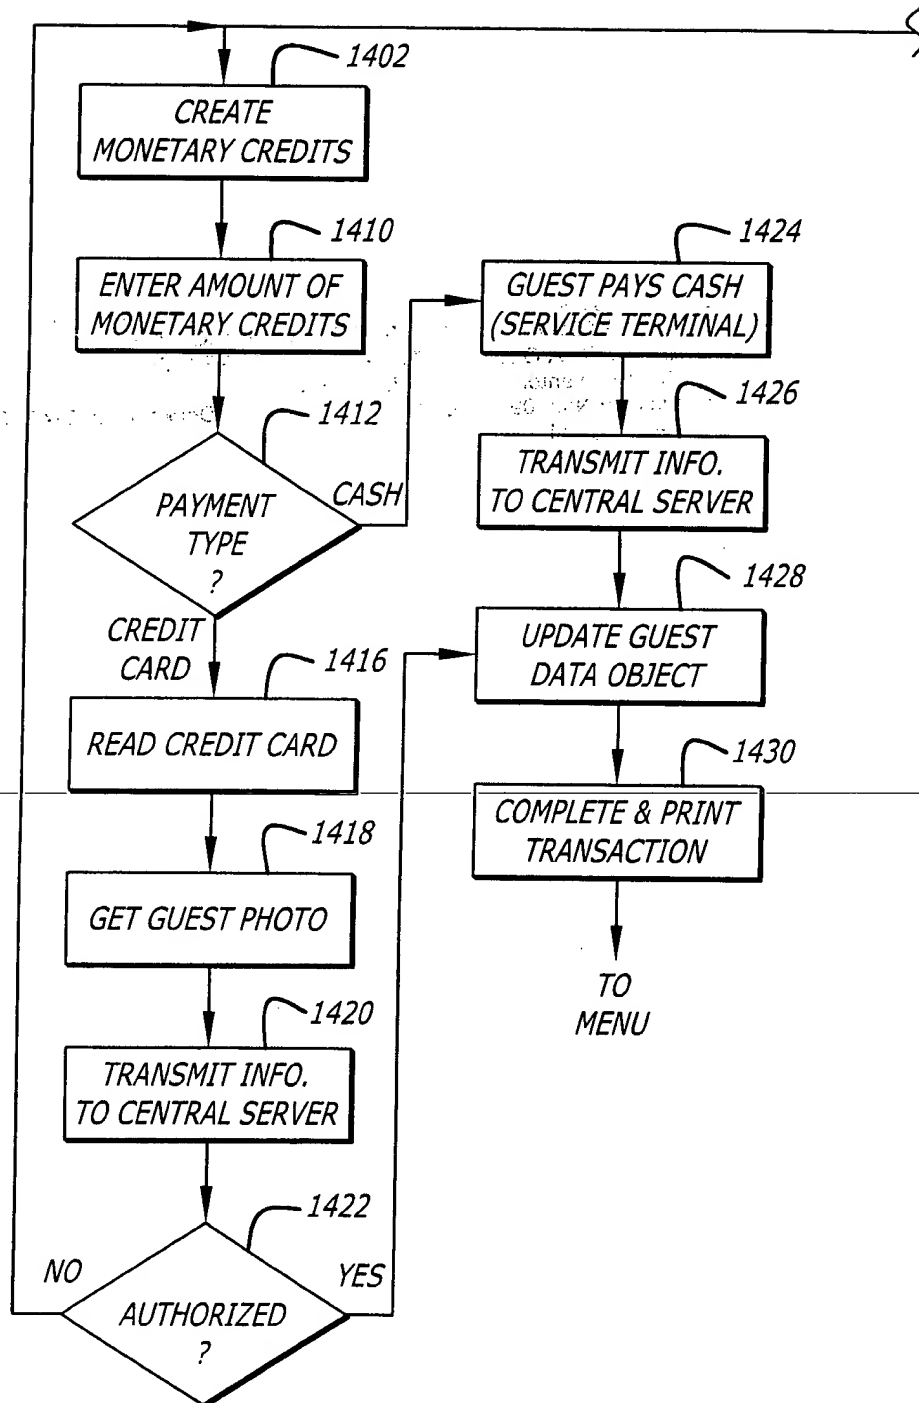 1402
CREATE
MONETARY CREDITS
1410
ENTER AMOUNT OF
MONETARY CREDITS
1412
PAYMENT
TYPE
?
CASH
CREDIT
CARD
1416
READ CREDIT CARD
1418
GET GUEST PHOTO
1420
TRANSMIT INFO.
TO CENTRAL SERVER
1422
AUTHORIZED
?
NO
YES
1424
GUEST PAYS CASH
(SERVICE TERMINAL)
1426
TRANSMIT INFO.
TO CENTRAL SERVER
1428
UPDATE GUEST
DATA OBJECT
1430
COMPLETE & PRINT
TRANSACTION
TO
MENU